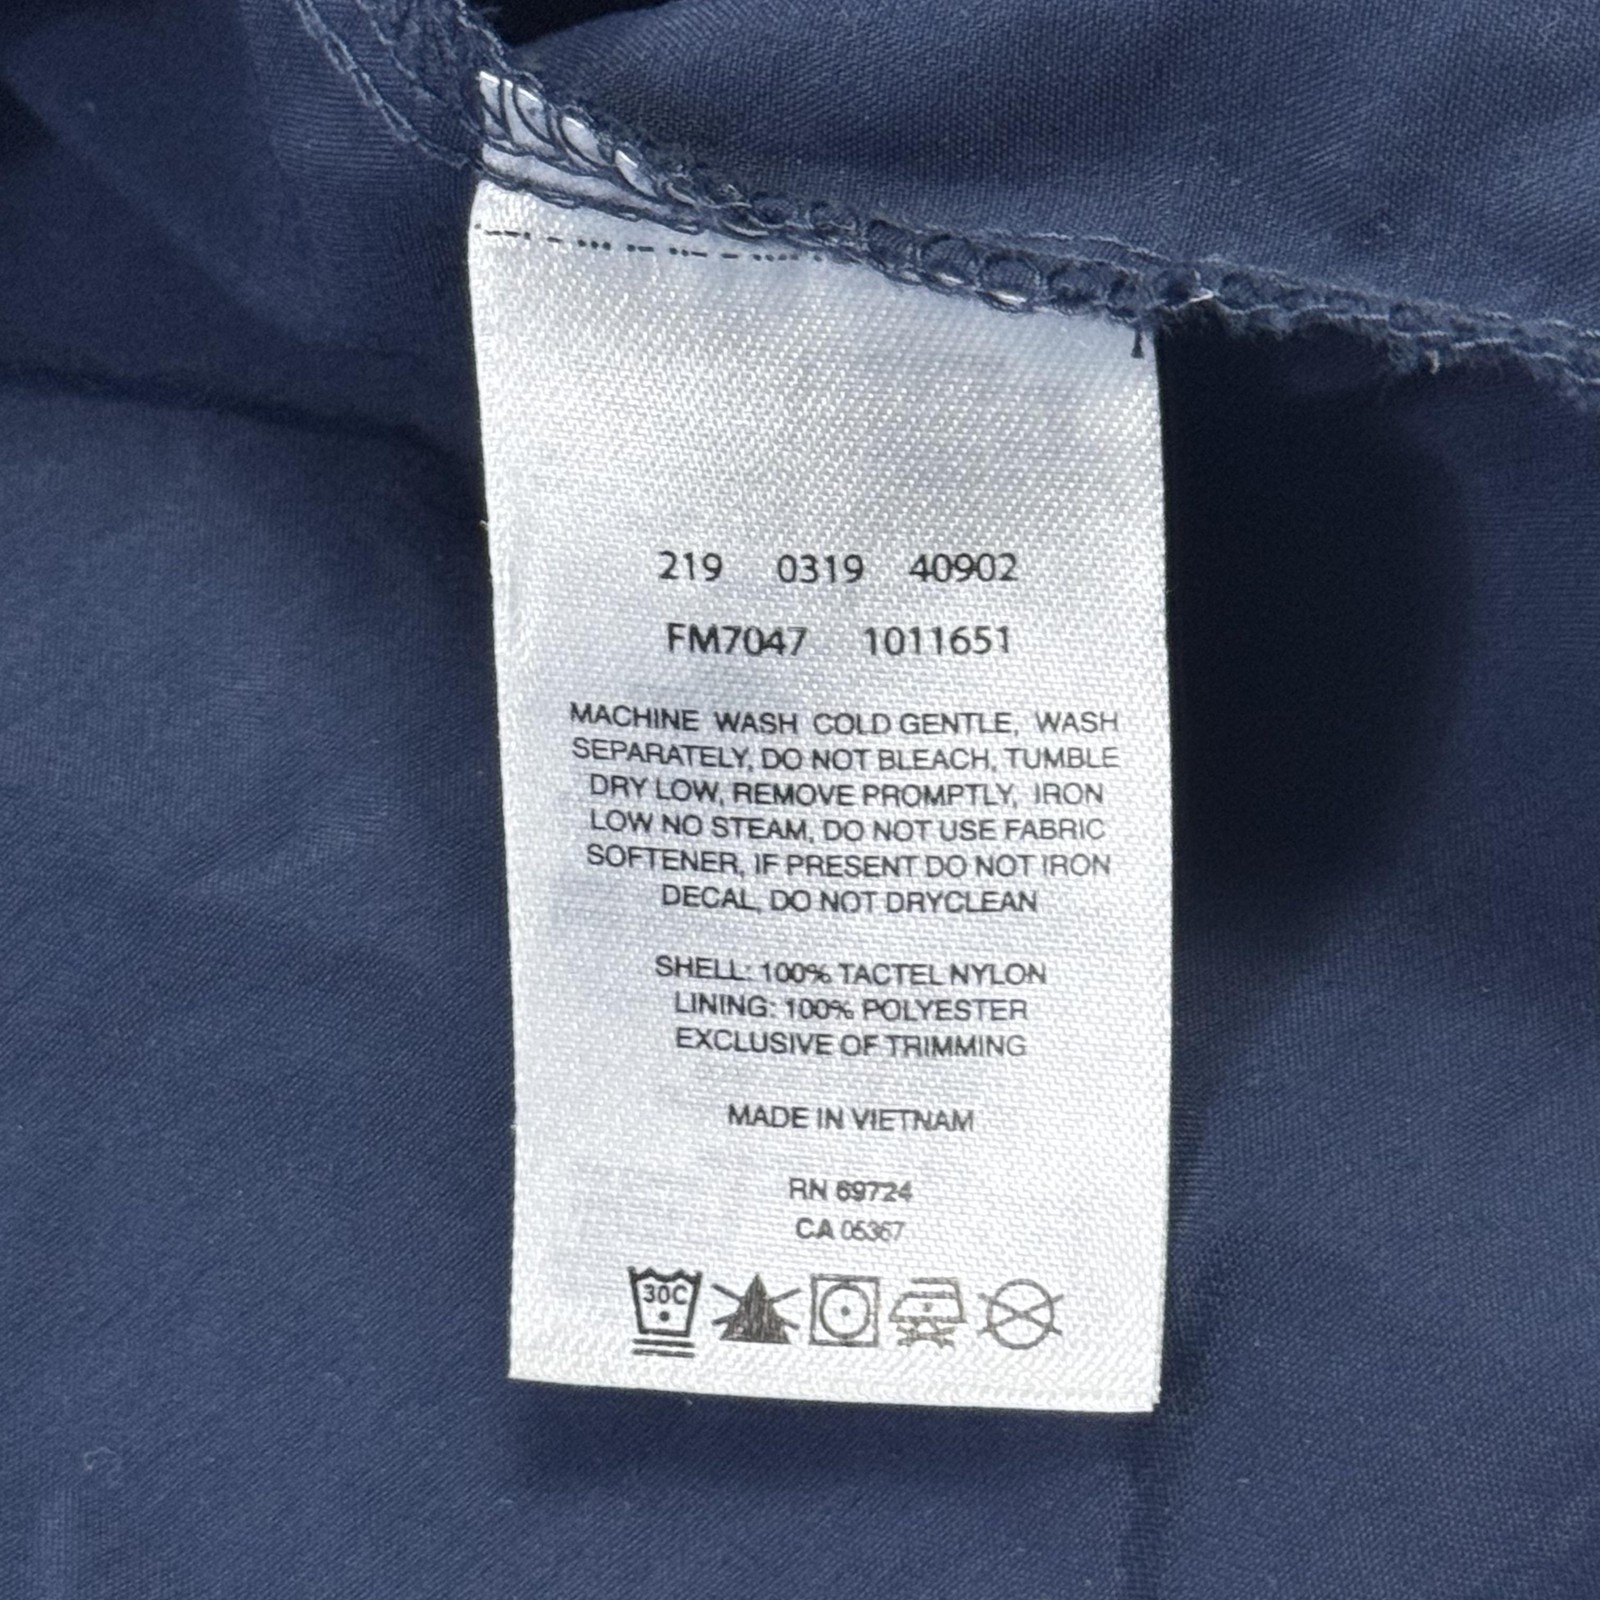 219 0319 40902
FM7047 1011651
MACHINE WASH COLD GENTLE, WASH
SEPARATELY, DO NOT BLEACH, TUMBLE
DRY LOW, REMOVE PROMPTLY, IRON
LOW NO STEAM, DO NOT USE FABRIC
SOFTENER, IF PRESENT DO NOT IRON
DECAL, DO NOT DRYCLEAN
SHELL: 100% TACTEL NYLON
LINING: 100% POLYESTER
EXCLUSIVE OF TRIMMING
MADE IN VIETNAM
RN 69724
CA 05367
30C